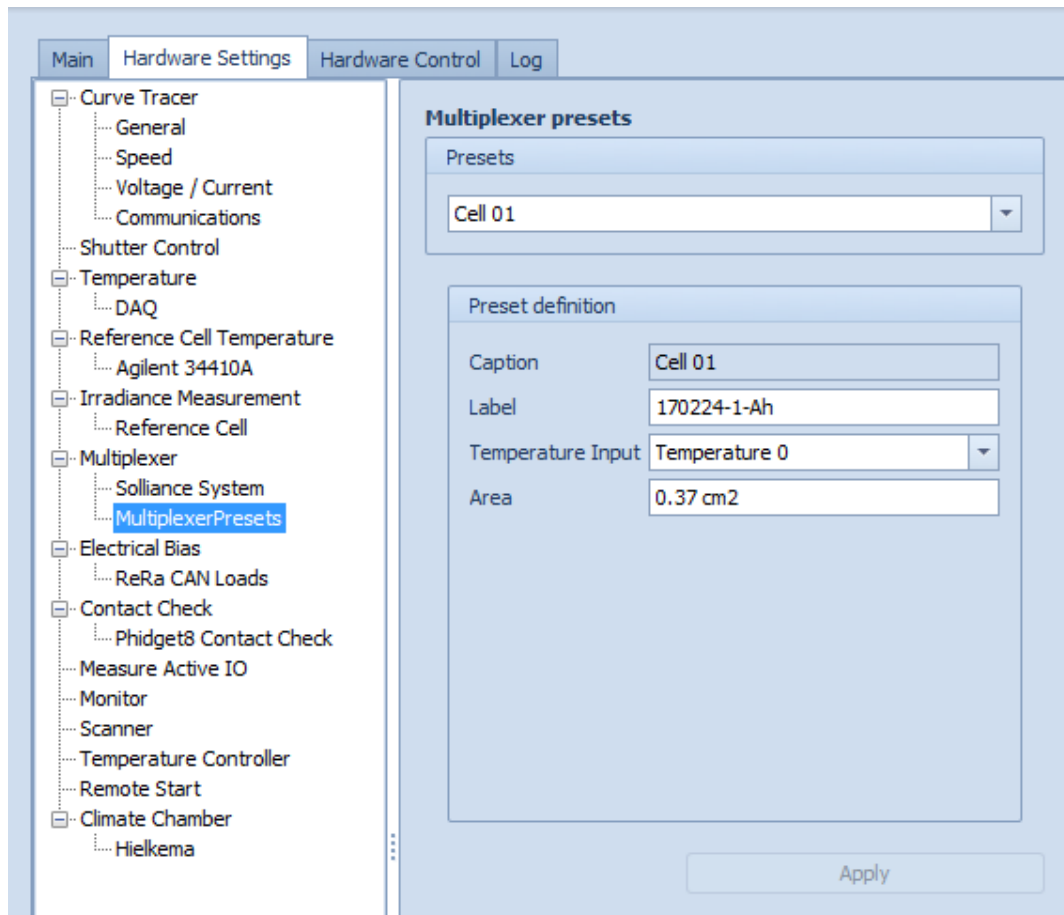 Main
Hardware Settings
Hardware Control
Log
Curve Tracer
General
Speed
Voltage / Current
Communications
Shutter Control
Temperature
DAQ
Reference Cell Temperature
Agilent 34410A
Irradiance Measurement
Reference Cell
Multiplexer
Solliance System
MultiplexerPresets
Electrical Bias
ReRa CAN Loads
Contact Check
Phidget8 Contact Check
Measure Active IO
Monitor
Scanner
Temperature Controller
Remote Start
Climate Chamber
Hielkema
Multiplexer presets
Presets
Cell 01
Preset definition
Caption Cell 01
Label 170224-1-Ah
Temperature Input Temperature 0
Area 0.37 cm2
Apply